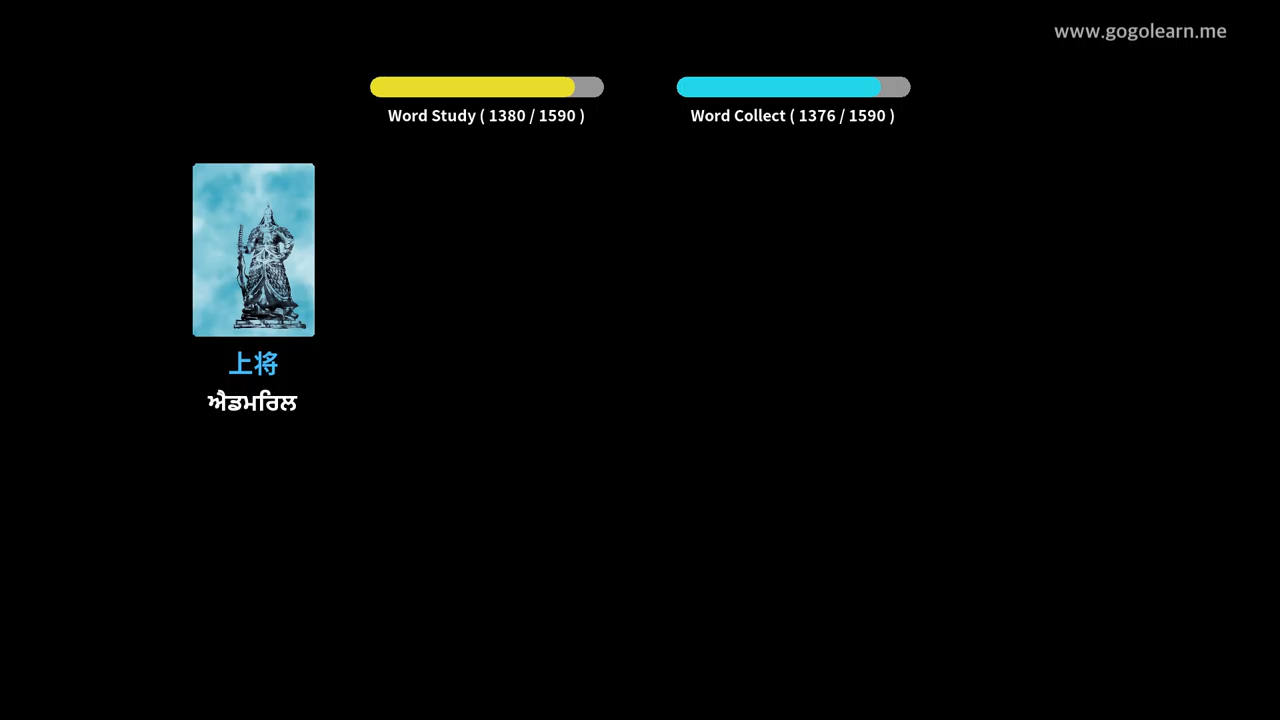 www.gogolearn.me
Word Study ( 1380 / 1590 )
Word Collect ( 1376 / 1590 )
上将
ਐਡਮਰਿਲ